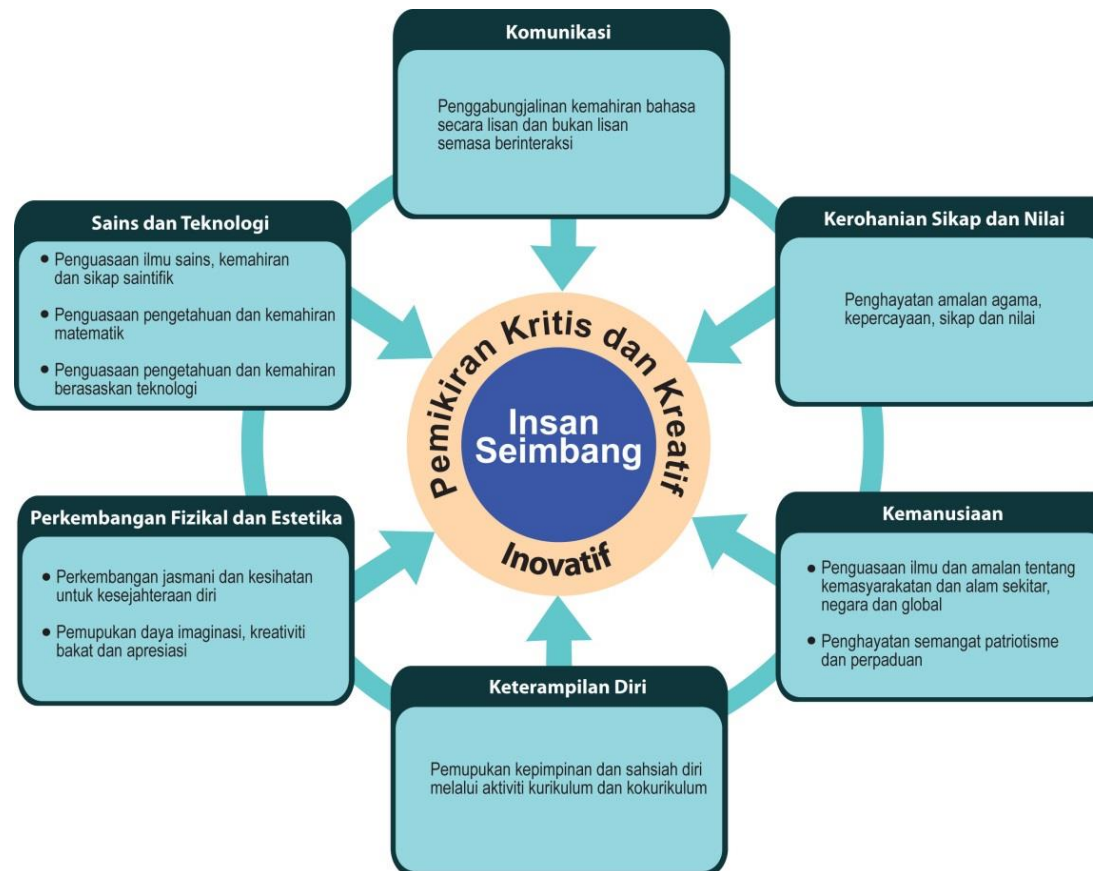 Komunikasi
Penggabungjalinan kemahiran bahasa
secara lisan dan bukan lisan
semasa berinteraksi
Sains dan Teknologi
• Penguasaan ilmu sains, kemahiran
dan sikap saintifik
• Penguasaan pengetahuan dan kemahiran
matematik
• Penguasaan pengetahuan dan kemahiran
berasaskan teknologi
Kerohanian Sikap dan Nilai
Penghayatan amalan agama,
kepercayaan, sikap dan nilai
Pemikiran Kritis dan Kreatif
Insan
Seimbang
Inovatif
Perkembangan Fizikal dan Estetika
• Perkembangan jasmani dan kesihatan
untuk kesejahteraan diri
• Pemupukan daya imaginasi, kreativiti
bakat dan apresiasi
Kemanusiaan
• Penguasaan ilmu dan amalan tentang
kemasyarakatan dan alam sekitar,
negara dan global
• Penghayatan semangat patriotisme
dan perpaduan
Keterampilan Diri
Pemupukan kepimpinan dan sahsiah diri
melalui aktiviti kurikulum dan kokurikulum